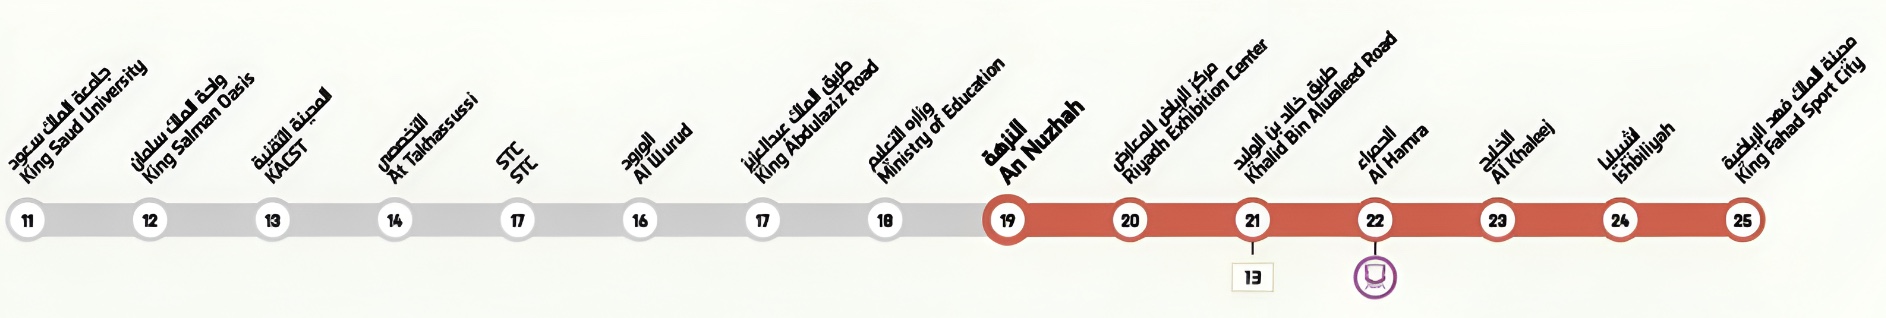 جامعة الملك سعود
King Saud University
واحة الملك سلمان
King Salman Oasis
المدينة التقنية
KACST
التخصصي
At Takhassussi
STC
STC
الورود
Al Wurud
طريق الملك عبدالعزيز
King Abdulaziz Road
وزارة التعليم
Ministry of Education
النزهة
An Nuzhah
مركز الرياض للمعارض
Riyadh Exhibition Center
طريق خالد بن الوليد
Khalid Bin Alwaleed Road
الحمراء
Al Hamra
الخليج
Al Khaleej
اشبيليا
Ishbiliyah
مدينة الملك فهد الرياضية
King Fahad Sport City
11 12 13 14 17 16 17 18 19 20 21 22 23 24 25
13